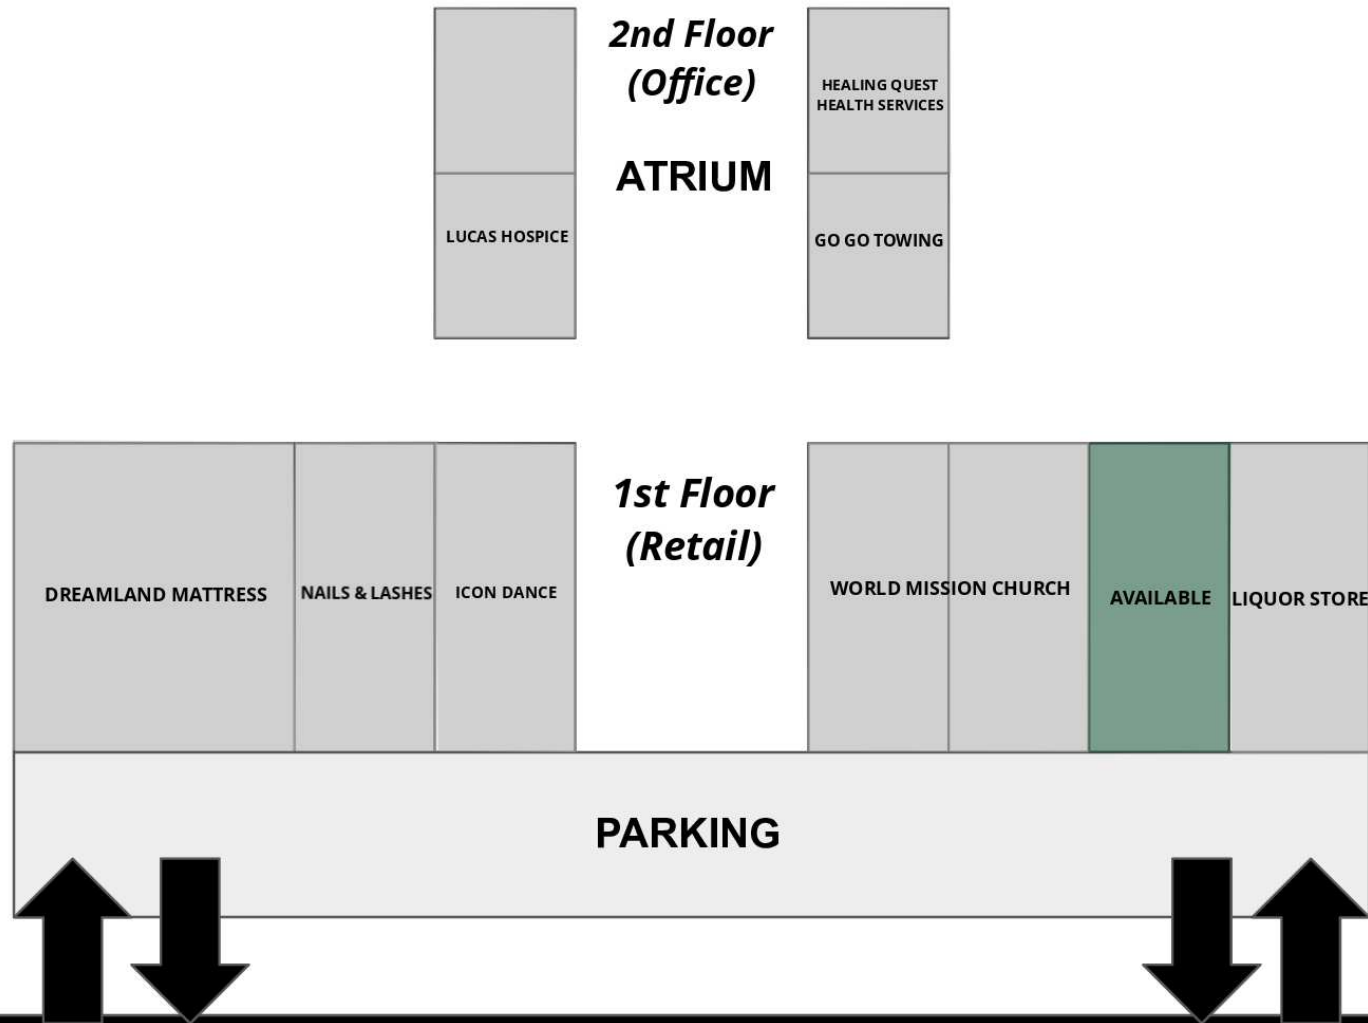 2nd Floor
(Office)
HEALING QUEST
HEALTH SERVICES
ATRIUM
LUCAS HOSPICE
GO GO TOWING
1st Floor
(Retail)
DREAMLAND MATTRESS
NAILS & LASHES
ICON DANCE
WORLD MISSION CHURCH
AVAILABLE
LIQUOR STORE
PARKING